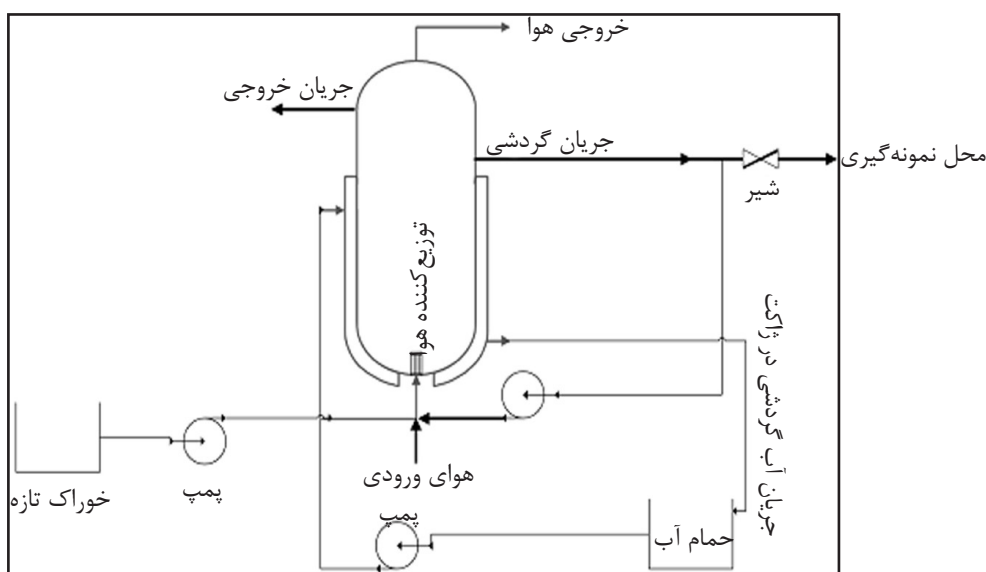 خروجی هوا
جریان خروجی
جریان گردشی
محل نمونه‌گیری
شیر
توزیع‌کننده هوا
جریان آب گردشی در ژاکت
هوای ورودی
پمپ
خوراک تازه
پمپ
حمام آب